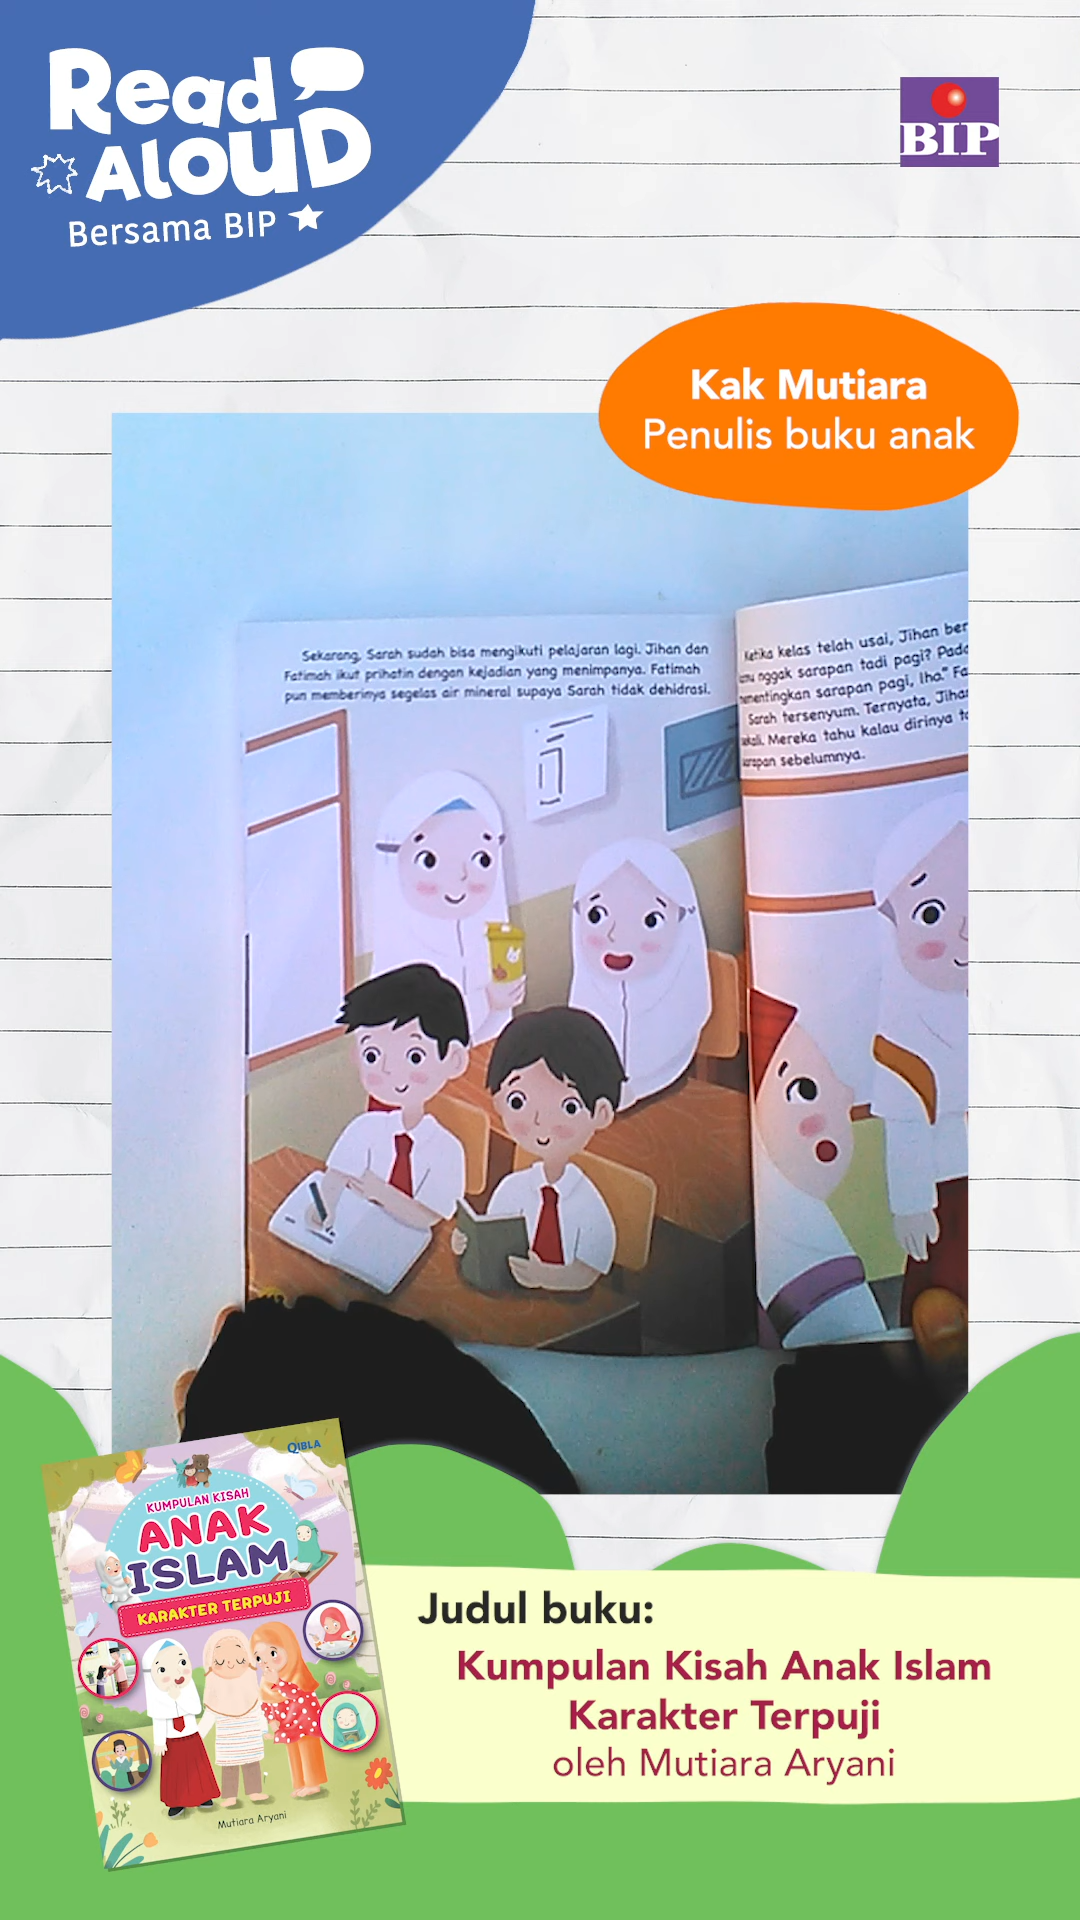 Read
Aloud
Bersama BIP
BIP
Kak Mutiara
Penulis buku anak
Sekarang, Sarah sudah bisa mengikuti pelajaran lagi. Jihan dan
Fatimah ikut prihatin dengan kejadian yang menimpanya. Fatimah
pun memberinya segelas air mineral supaya Sarah tidak dehidrasi.
Ketika kelas telah usai, Jihan ber
nggak sarapan tadi pagi? Pada
mementingkan sarapan pagi, lho." Fa
Sarah tersenyum. Ternyata, Jihan
sekali. Mereka tahu kalau dirinya
sarapan sebelumnya.
QIBLA
KUMPULAN KISAH
ANAK
ISLAM
KARAKTER TERPUJI
Mutiara Aryani
Judul buku:
Kumpulan Kisah Anak Islam
Karakter Terpuji
oleh Mutiara Aryani